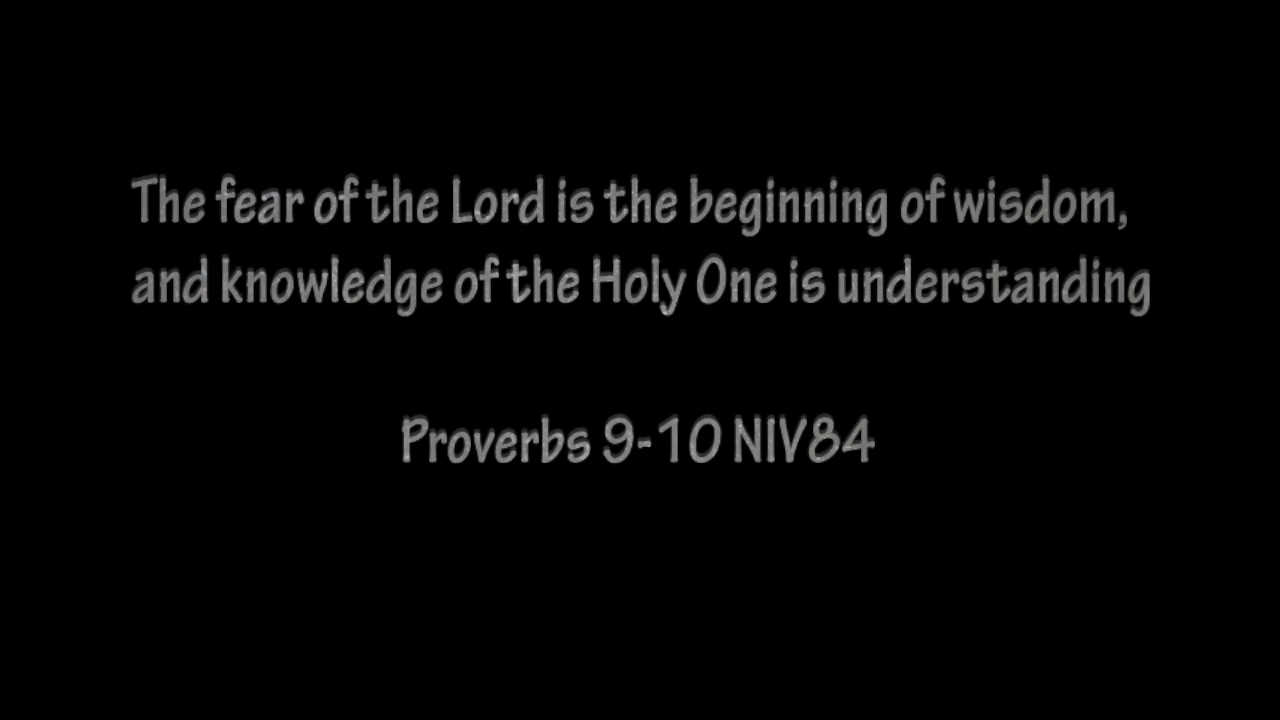 The fear of the Lord is the beginning of wisdom,
and knowledge of the Holy One is understanding
Proverbs 9-10 NIV84